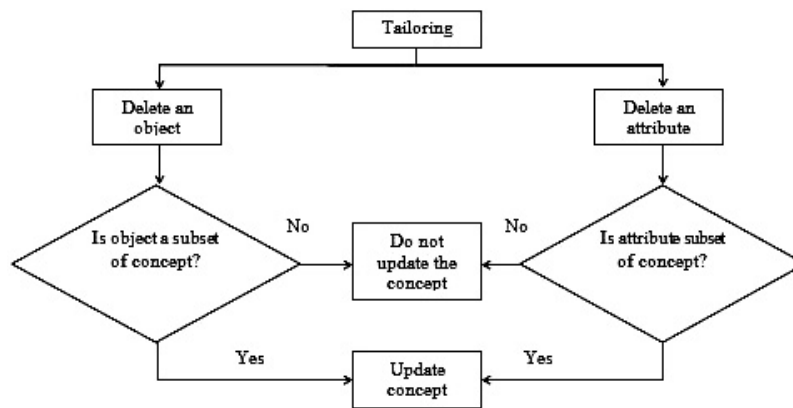 Tailoring
Delete an
object
Delete an
attribute
Is object a subset
of concept?
No
Do not
update the
concept
No
Is attribute subset
of concept?
Yes
Update
concept
Yes